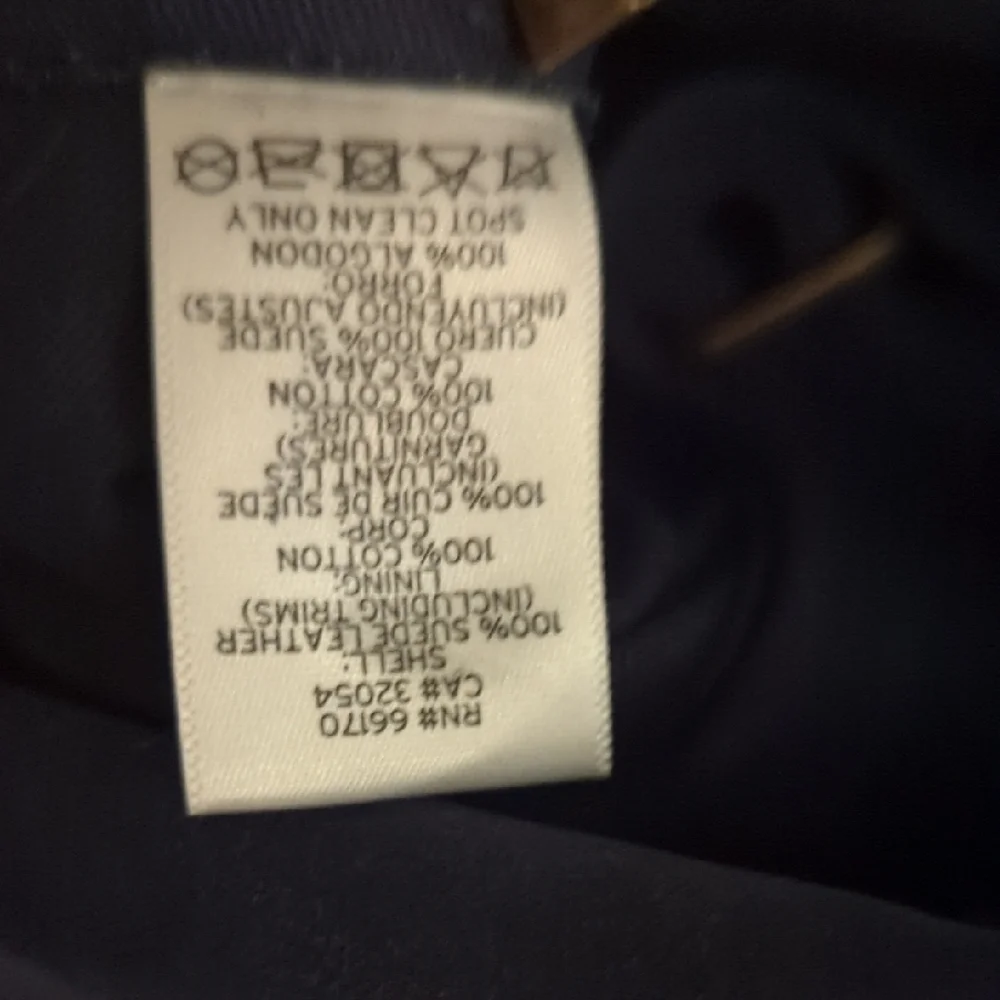 RN# 66170
CA# 32054
SHELL:
100% SUEDE LEATHER
(INCLUDING TRIMS)
LINING:
100% COTTON
CORP:
100% CUIR DE SUEDE
(INCLUANT LES
GARNITURES)
DOUBLURE:
100% COTTON
CASCARA:
CUERO 100% SUEDE
(INCLUYENDO AJUSTES)
FORRO:
100% ALGODON
SPOT CLEAN ONLY